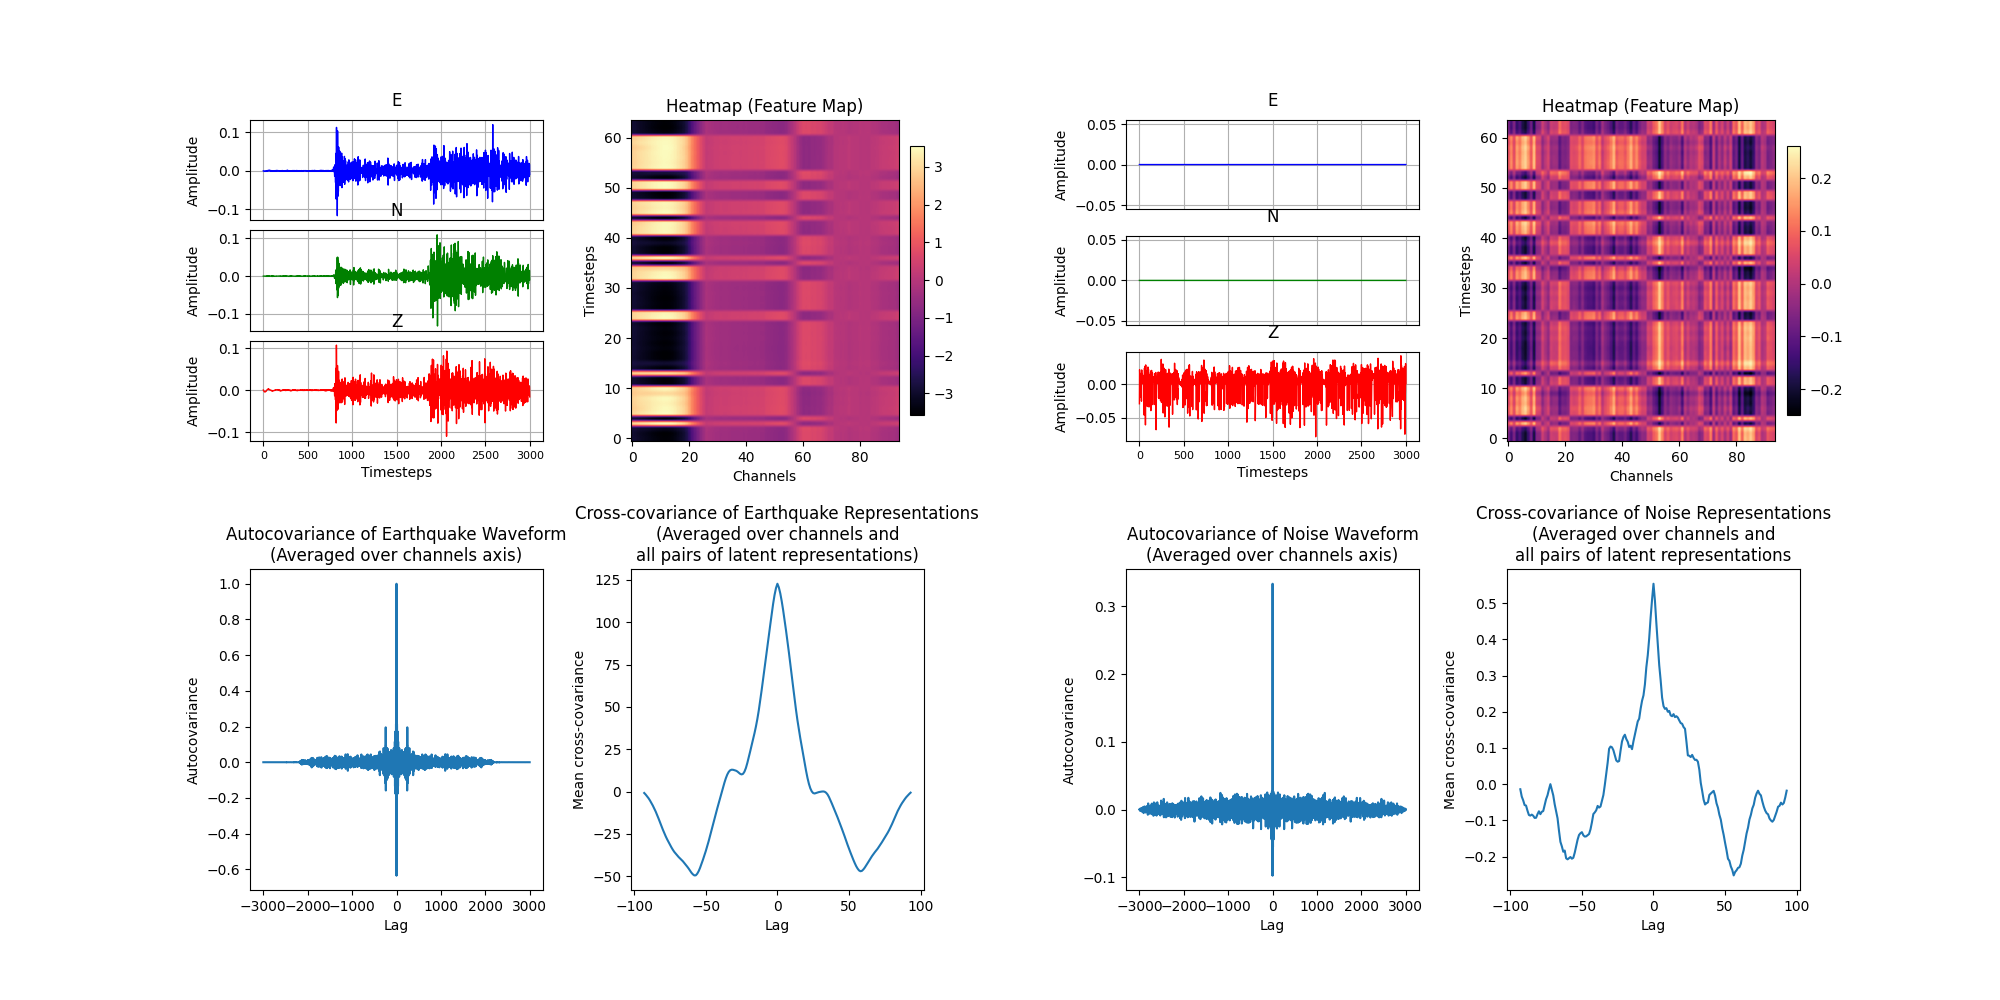 E
Amplitude
0.1
0.0
−0.1
N
Amplitude
0.1
0.0
−0.1
Z
Amplitude
0.1
0.0
−0.1
0 500 1000 1500 2000 2500 3000
Timesteps
Heatmap (Feature Map)
Timesteps
60
50
40
30
20
10
0
0 20 40 60 80
Channels
3
2
1
0
−1
−2
−3
E
Amplitude
0.05
0.00
−0.05
N
Amplitude
0.05
0.00
−0.05
Z
Amplitude
0.00
−0.05
0 500 1000 1500 2000 2500 3000
Timesteps
Heatmap (Feature Map)
Timesteps
60
50
40
30
20
10
0
0 20 40 60 80
Channels
0.2
0.1
0.0
−0.1
−0.2
Autocovariance of Earthquake Waveform
(Averaged over channels axis)
Autocovariance
1.0
0.8
0.6
0.4
0.2
0.0
−0.2
−0.4
−0.6
−3000 −2000 −1000 0 1000 2000 3000
Lag
Cross-covariance of Earthquake Representations
(Averaged over channels and
all pairs of latent representations)
Mean cross-covariance
125
100
75
50
25
0
−25
−50
−100 −50 0 50 100
Lag
Autocovariance of Noise Waveform
(Averaged over channels axis)
Autocovariance
0.3
0.2
0.1
0.0
−0.1
−3000 −2000 −1000 0 1000 2000 3000
Lag
Cross-covariance of Noise Representations
(Averaged over channels and
all pairs of latent representations
Mean cross-covariance
0.5
0.4
0.3
0.2
0.1
0.0
−0.1
−0.2
−100 −50 0 50 100
Lag